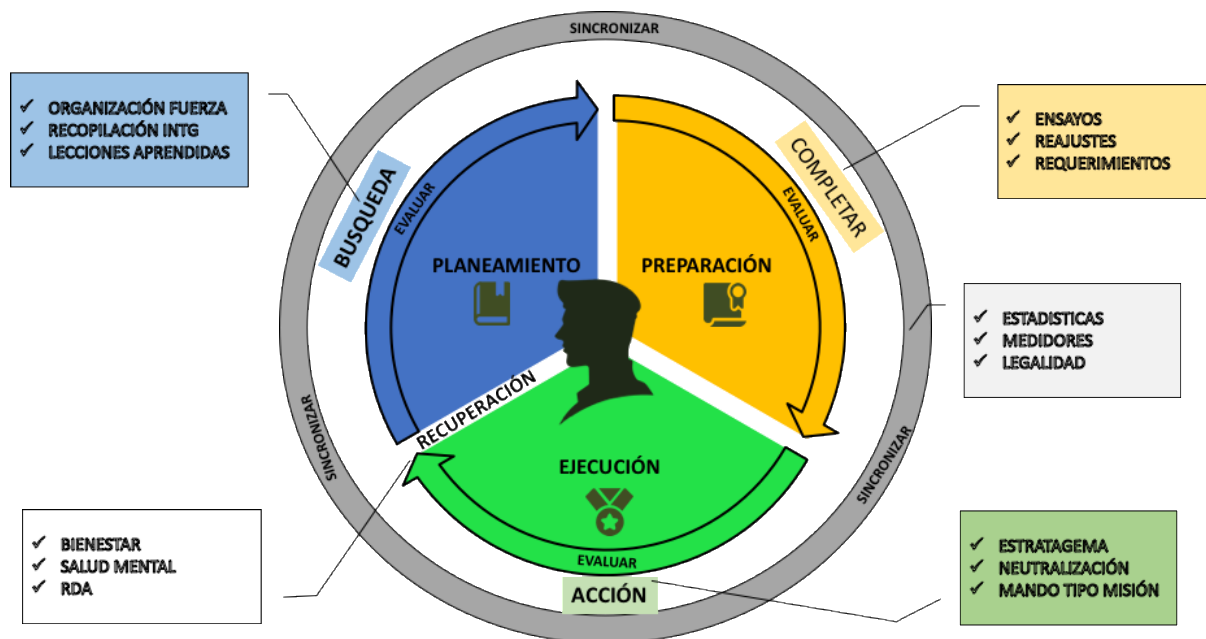 SINCRONIZAR
ORGANIZACIÓN FUERZA
RECOPILACIÓN INTG
LECCIONES APRENDIDAS
ENSAYOS
REAJUSTES
REQUERIMIENTOS
BUSQUEDA
EVALUAR
COMPLETAR
EVALUAR
PLANEAMIENTO
PREPARACIÓN
ESTADISTICAS
MEDIDORES
LEGALIDAD
RECUPERACIÓN
SINCRONIZAR
SINCRONIZAR
EJECUCIÓN
BIENESTAR
SALUD MENTAL
RDA
EVALUAR
ACCIÓN
ESTRATAGEMA
NEUTRALIZACIÓN
MANDO TIPO MISIÓN